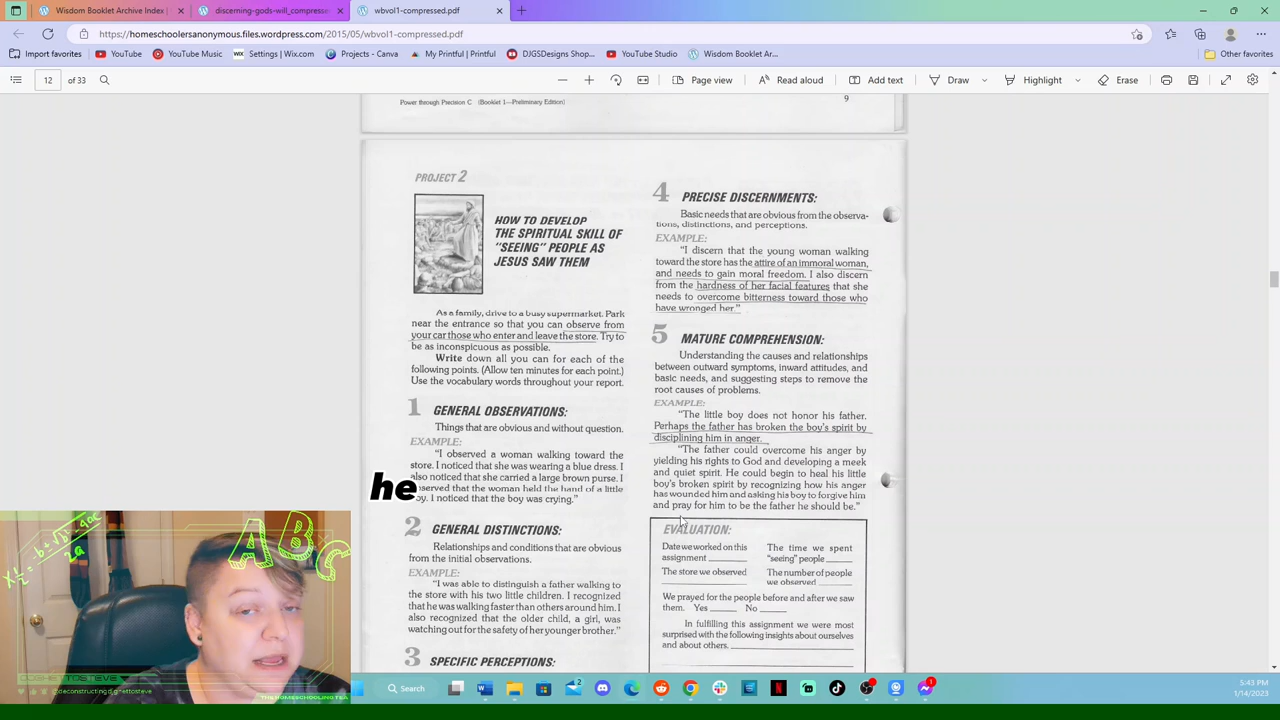 Wisdom Booklet Archive Index |
discerning-gods-will_compresse
wbvol1-compressed.pdf
https://homeschoolersanonymous.files.wordpress.com/2015/05/wbvol1-compressed.pdf
Import favorites
YouTube
YouTube Music
Settings | Wix.com
Projects - Canva
My Printful | Printful
DJGSDesigns Shop...
YouTube Studio
Wisdom Booklet Ar...
Other favorites
12 of 33
Page view
Read aloud
Add text
Draw
Highlight
Erase
Power through Precision C (Booklet 1—Preliminary Edition)
9
PROJECT 2
HOW TO DEVELOP
THE SPIRITUAL SKILL OF
"SEEING" PEOPLE AS
JESUS SAW THEM
As a family, drive to a busy supermarket. Park
near the entrance so that you can observe from
your car those who enter and leave the store. Try to
be as inconspicuous as possible.
Write down all you can for each of the
following points. (Allow ten minutes for each point.)
Use the vocabulary words throughout your report.
1 GENERAL OBSERVATIONS:
Things that are obvious and without question.
EXAMPLE:
"I observed a woman walking toward the
store. I noticed that she was wearing a blue dress. I
also noticed that she carried a large brown purse. I
observed that the woman held the hand of a little
boy. I noticed that the boy was crying."
he
2 GENERAL DISTINCTIONS:
Relationships and conditions that are obvious
from the initial observations.
EXAMPLE:
"I was able to distinguish a father walking to
the store with his two little children. I recognized
that he was walking faster than others around him. I
also recognized that the older child, a girl, was
watching out for the safety of her younger brother."
3 SPECIFIC PERCEPTIONS:
4 PRECISE DISCERNMENTS:
Basic needs that are obvious from the observa-
tions, distinctions, and perceptions.
EXAMPLE:
"I discern that the young woman walking
toward the store has the attire of an immoral woman,
and needs to gain moral freedom. I also discern
from the hardness of her facial features that she
needs to overcome bitterness toward those who
have wronged her."
5 MATURE COMPREHENSION:
Understanding the causes and relationships
between outward symptoms, inward attitudes, and
basic needs, and suggesting steps to remove the
root causes of problems.
EXAMPLE:
"The little boy does not honor his father.
Perhaps the father has broken the boy's spirit by
disciplining him in anger.
"The father could overcome his anger by
yielding his rights to God and developing a meek
and quiet spirit. He could begin to heal his little
boy's broken spirit by recognizing how his anger
has wounded him and asking his boy to forgive him
and pray for him to be the father he should be."
EVALUATION:
Date we worked on this
assignment
The time we spent
"seeing" people
The store we observed
The number of people
we observed
We prayed for the people before and after we saw
them. Yes No
In fulfilling this assignment we were most
surprised with the following insights about ourselves
and about others.
ABC
2a
@deconstructingdjghettosteve
THE HOMESCHOOLING TEA
Search
2
1
5:43 PM
1/14/2023